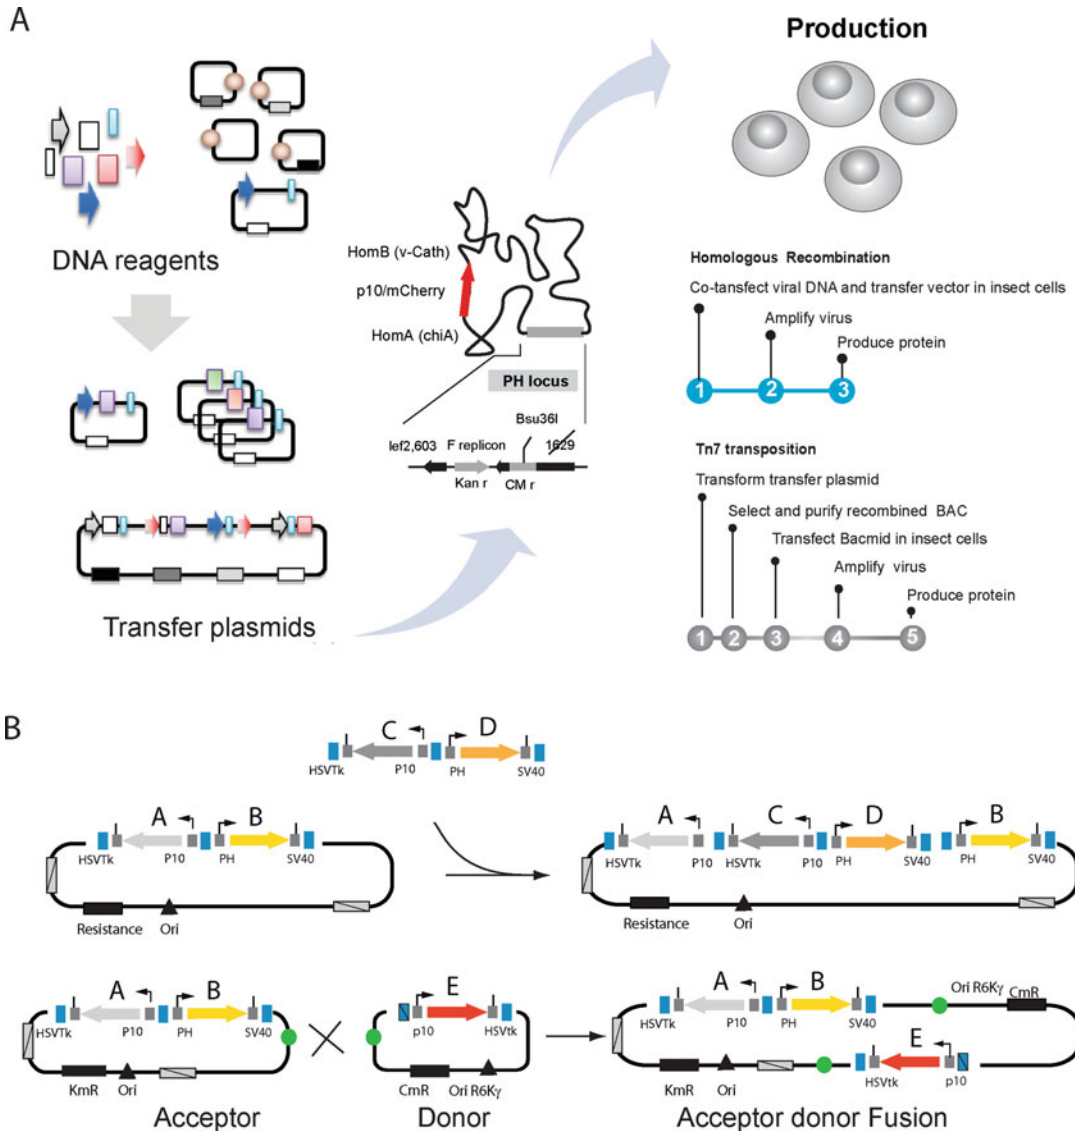 A
Production
DNA reagents
HomB (v-Cath)
p10/mCherry
HomA (chiA)
PH locus
Bsu36I
lef2,603 F replicon 1629
Kan r CM r
Transfer plasmids
Homologous Recombination
Co-tansfect viral DNA and transfer vector in insect cells
Amplify virus
Produce protein
1 2 3
Tn7 transposition
Transform transfer plasmid
Select and purify recombined BAC
Transfect Bacmid in insect cells
Amplify virus
Produce protein
1 2 3 4 5
B
C D
HSVTk P10 PH SV40
A B
HSVTk P10 PH SV40
Resistance Ori
A C D B
HSVTk P10 HSVTk P10 PH SV40 PH SV40
Resistance Ori
A B
HSVTk P10 PH SV40
KmR Ori
Acceptor
E
p10 HSVtk
CmR Ori R6Kγ
Donor
A B
HSVTk P10 PH SV40
Ori R6Kγ CmR
E
HSVtk p10
KmR Ori
Acceptor donor Fusion